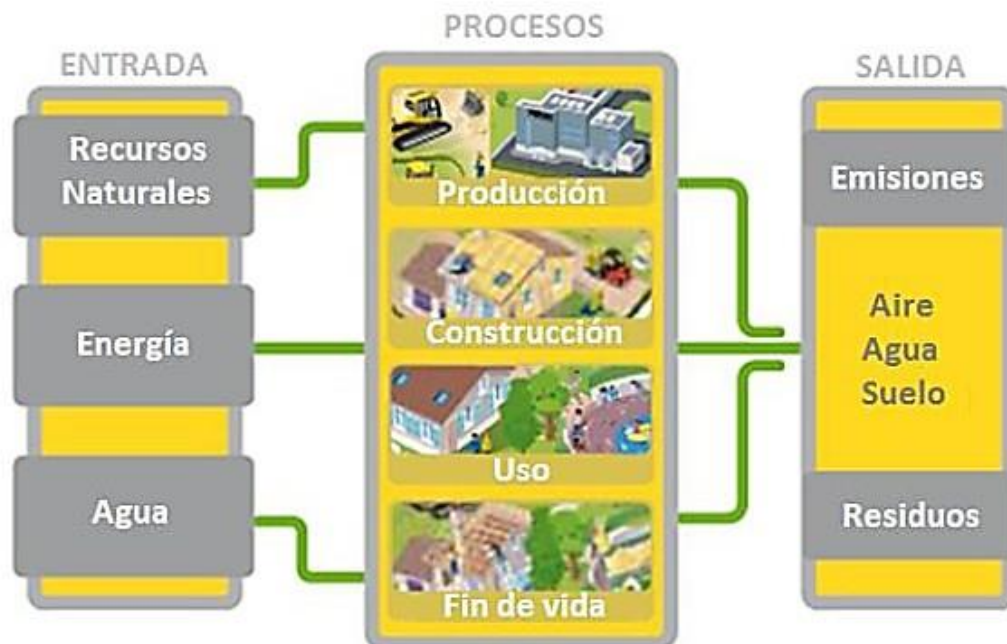 ENTRADA
Recursos
Naturales
Energía
Agua
PROCESOS
Producción
Construcción
Uso
Fin de vida
SALIDA
Emisiones
Aire
Agua
Suelo
Residuos